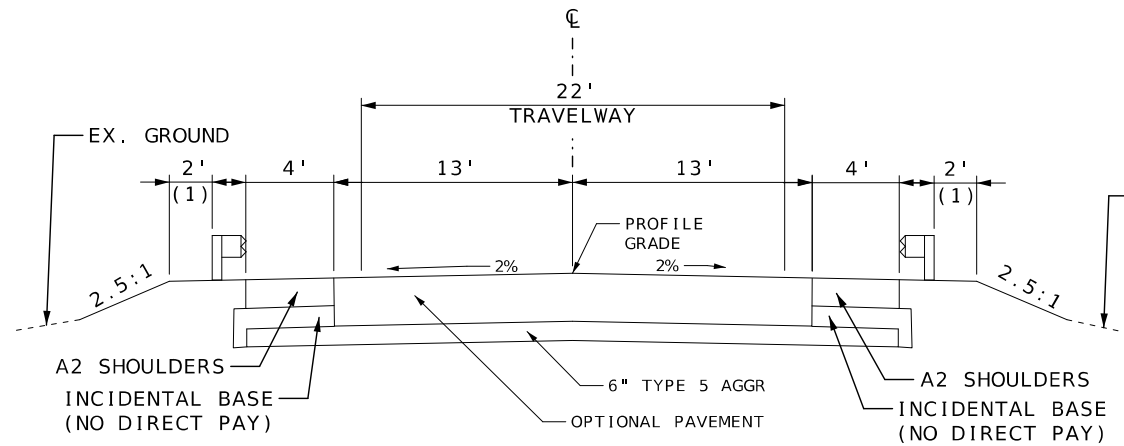 ℄
22'
TRAVELWAY
EX. GROUND
2'
(1)
4'
13'
13'
4'
2'
(1)
PROFILE
GRADE
2%
2%
2.5:1
2.5:1
A2 SHOULDERS
INCIDENTAL BASE
(NO DIRECT PAY)
6" TYPE 5 AGGR
OPTIONAL PAVEMENT
A2 SHOULDERS
INCIDENTAL BASE
(NO DIRECT PAY)